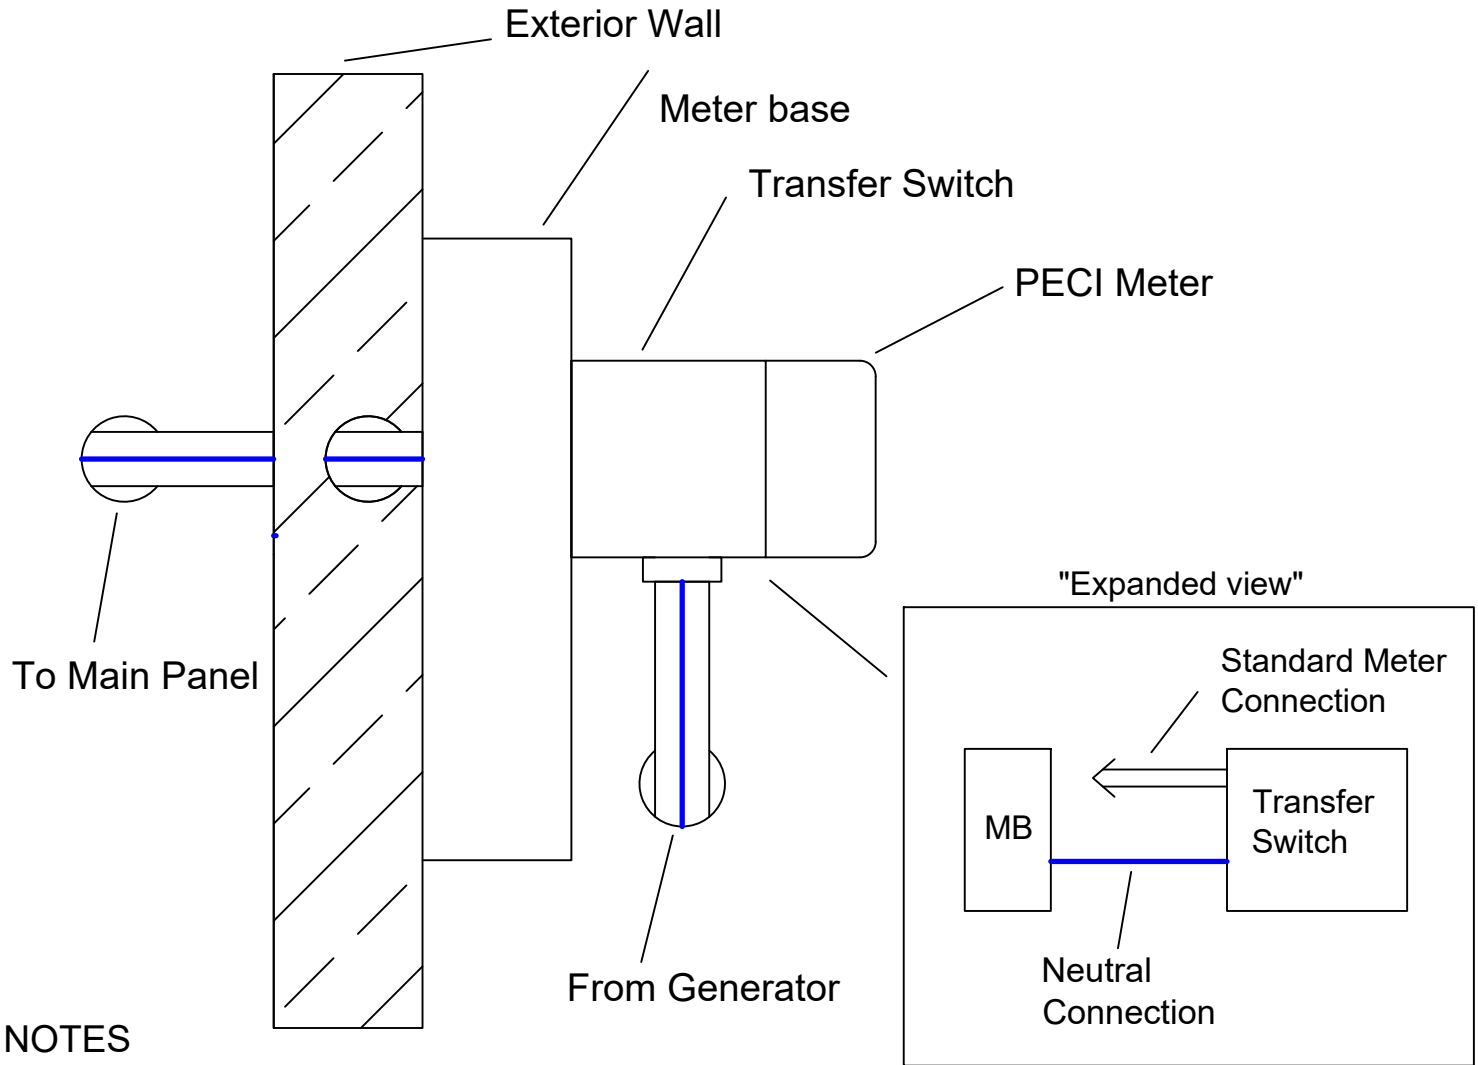 Exterior Wall
Meter base
Transfer Switch
PECI Meter
To Main Panel
From Generator
"Expanded view"
Standard Meter
Connection
MB
Transfer
Switch
Neutral
Connection
NOTES